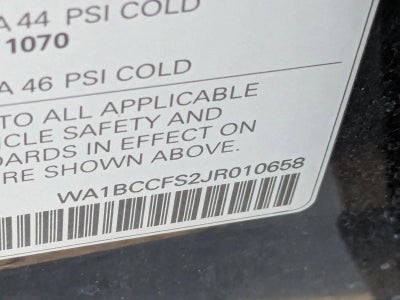 A 44 PSI COLD
1070
A 46 PSI COLD
TO ALL APPLICABLE
ICLE SAFETY AND
DARDS IN EFFECT ON
RE SHOWN ABOVE.
WA1BCCFS2JR010658